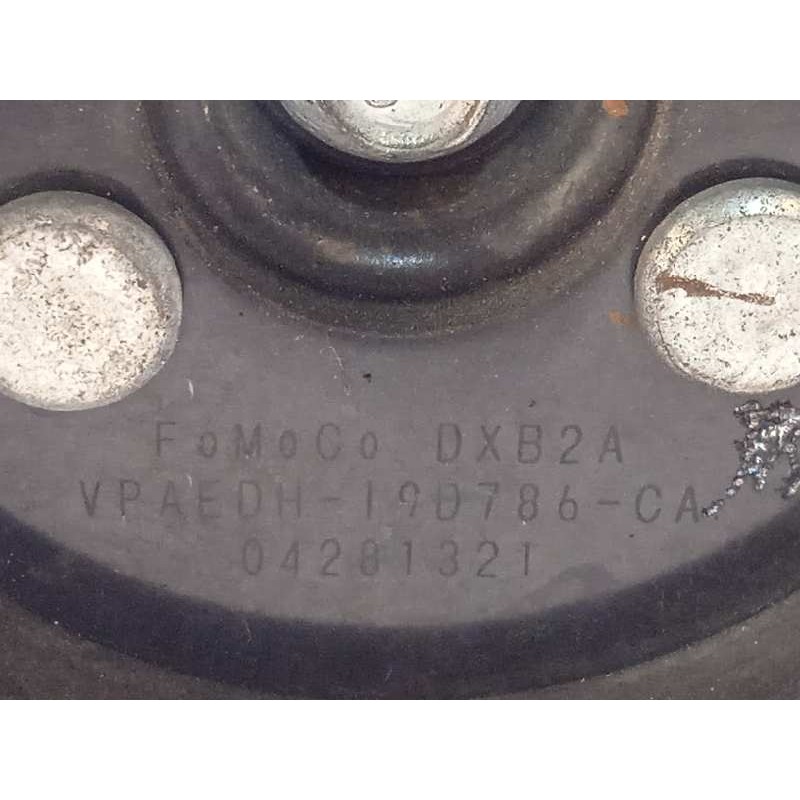 FoMoCo DXB2A
VPAEDH-19D786-CA
04281321